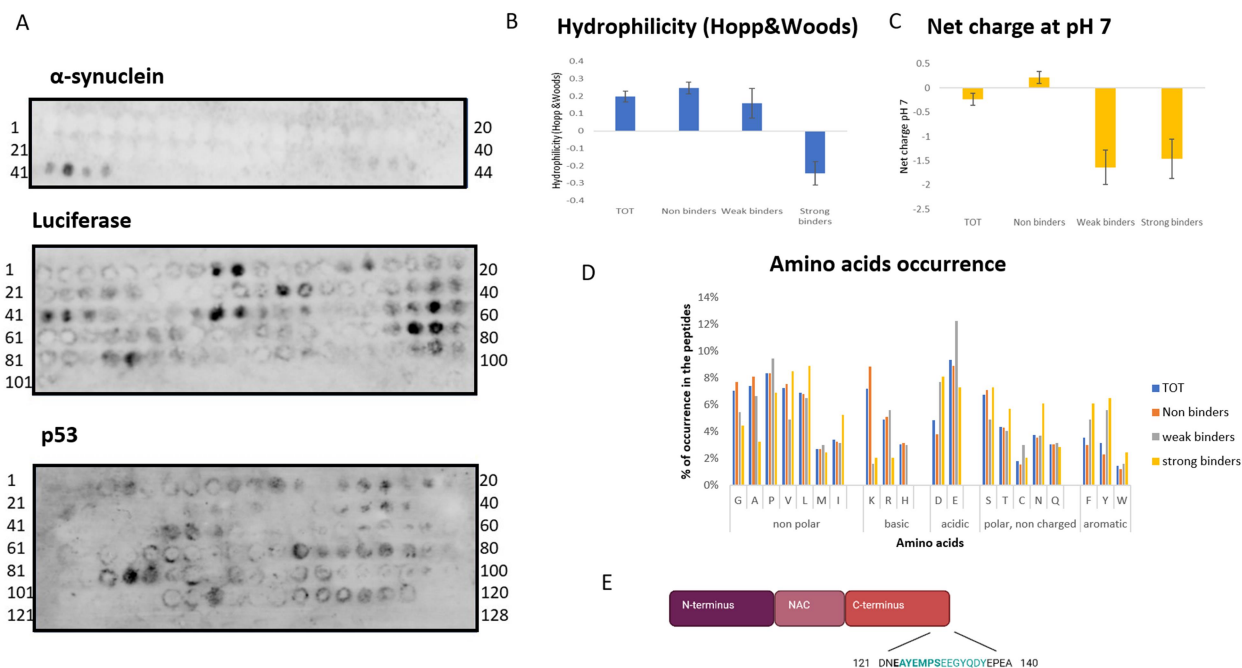 A
α-synuclein
1 20
21 40
41 44
Luciferase
1 20
21 40
41 60
61 80
81 100
101
p53
1 20
21 40
41 60
61 80
81 100
101 120
121 128
B
Hydrophilicity (Hopp&Woods)
Hydrophilicity (Hopp &Woods)
0.4
0.3
0.2
0.1
0
-0.1
-0.2
-0.3
-0.4
TOT Non binders Weak binders Strong
binders
C
Net charge at pH 7
Net charge pH 7
0.5
0
-0.5
-1
-1.5
-2
-2.5
TOT Non binders Weak binders Strong binders
D
Amino acids occurrence
% of occurrence in the peptides
14%
12%
10%
8%
6%
4%
2%
0%
G A P V L M I K R H D E S T C N Q F Y W
non polar basic acidic polar, non charged aromatic
Amino acids
TOT
Non binders
weak binders
strong binders
E
N-terminus NAC C-terminus
121 DNEAYEMPSEEGYQDYEPEA 140